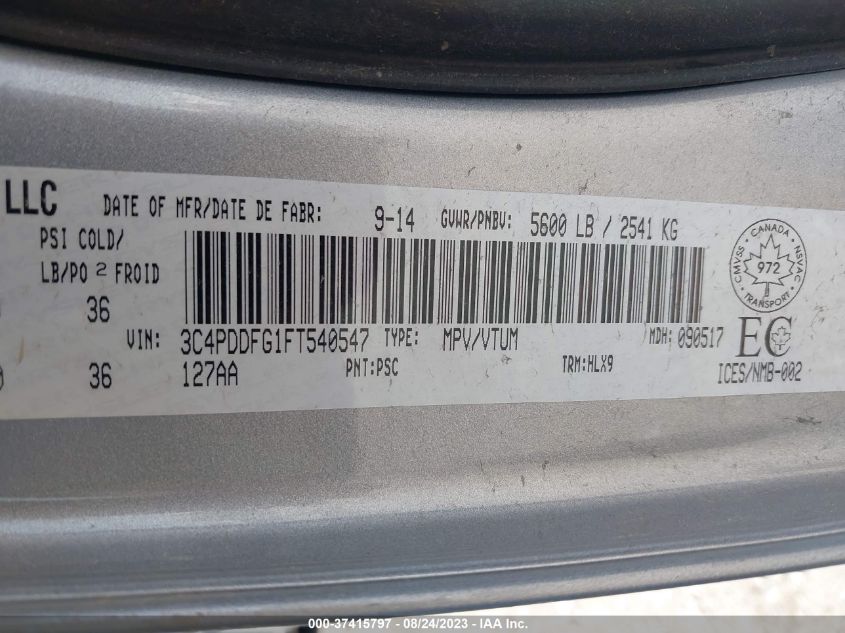 LLC DATE OF MFR/DATE DE FABR: 9-14 GVWR/PNBV: 5600 LB / 2541 KG
PSI COLD/
LB/PO 2 FROID
36
VIN: 3C4PDDFG1FT540547 TYPE: MPV/VTUM MDH: 090517
36 127AA PNT:PSC TRM:HLX9
CANADA
CMVSS
NSVAC
972
TRANSPORT
EC
ICES/NMB-002
000-37415797 - 08/24/2023 - IAA Inc.